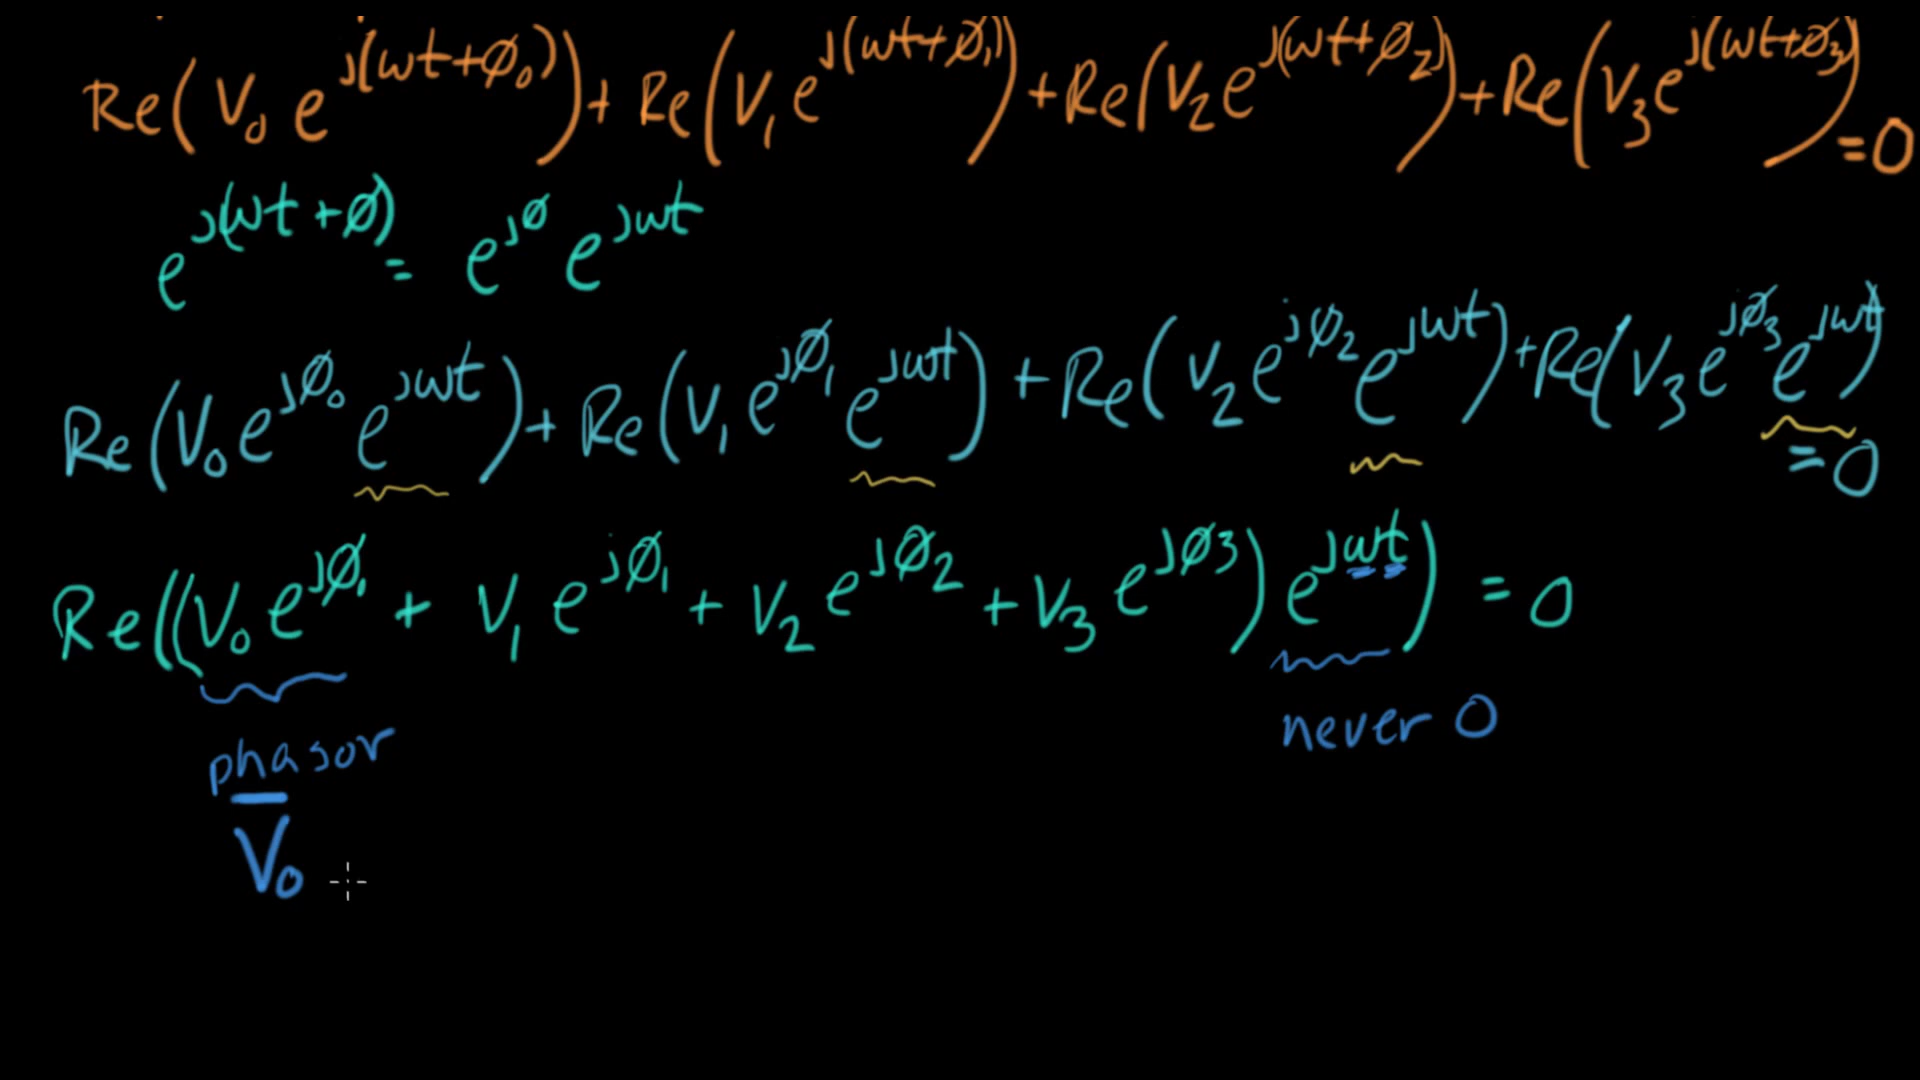 Re(V₀ e^j(ωt+ϕ₀)) + Re(V₁ e^j(ωt+ϕ₁)) + Re(V₂ e^j(ωt+ϕ₂)) + Re(V₃ e^j(ωt+ϕ₃)) = 0
e^j(ωt+ϕ) = e^jϕ e^jωt
Re(V₀ e^jϕ₀ e^jωt) + Re(V₁ e^jϕ₁ e^jωt) + Re(V₂ e^jϕ₂ e^jωt) + Re(V₃ e^jϕ₃ e^jωt) = 0
Re((V₀ e^jϕ₁ + V₁ e^jϕ₁ + V₂ e^jϕ₂ + V₃ e^jϕ₃) e^jωt) = 0
phasor never 0
V̅₀